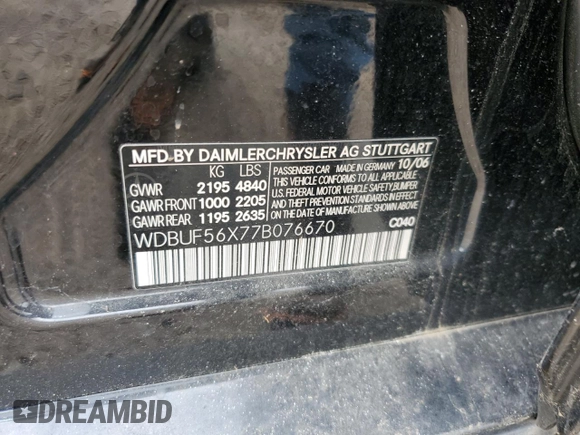 MFD BY DAIMLERCHRYSLER AG STUTTGART
KG LBS
GVWR 2195 4840
GAWR FRONT 1000 2205
GAWR REAR 1195 2635
PASSENGER CAR MADE IN GERMANY 10/06
THIS VEHICLE CONFORMS TO ALL APPLICABLE
U.S. FEDERAL MOTOR VEHICLE SAFETY, BUMPER
AND THEFT PREVENTION STANDARDS IN EFFECT
ON THE DATE OF MANUFACTURE SHOWN ABOVE.
WDBUF56X77B076670
C040
DREAMBID